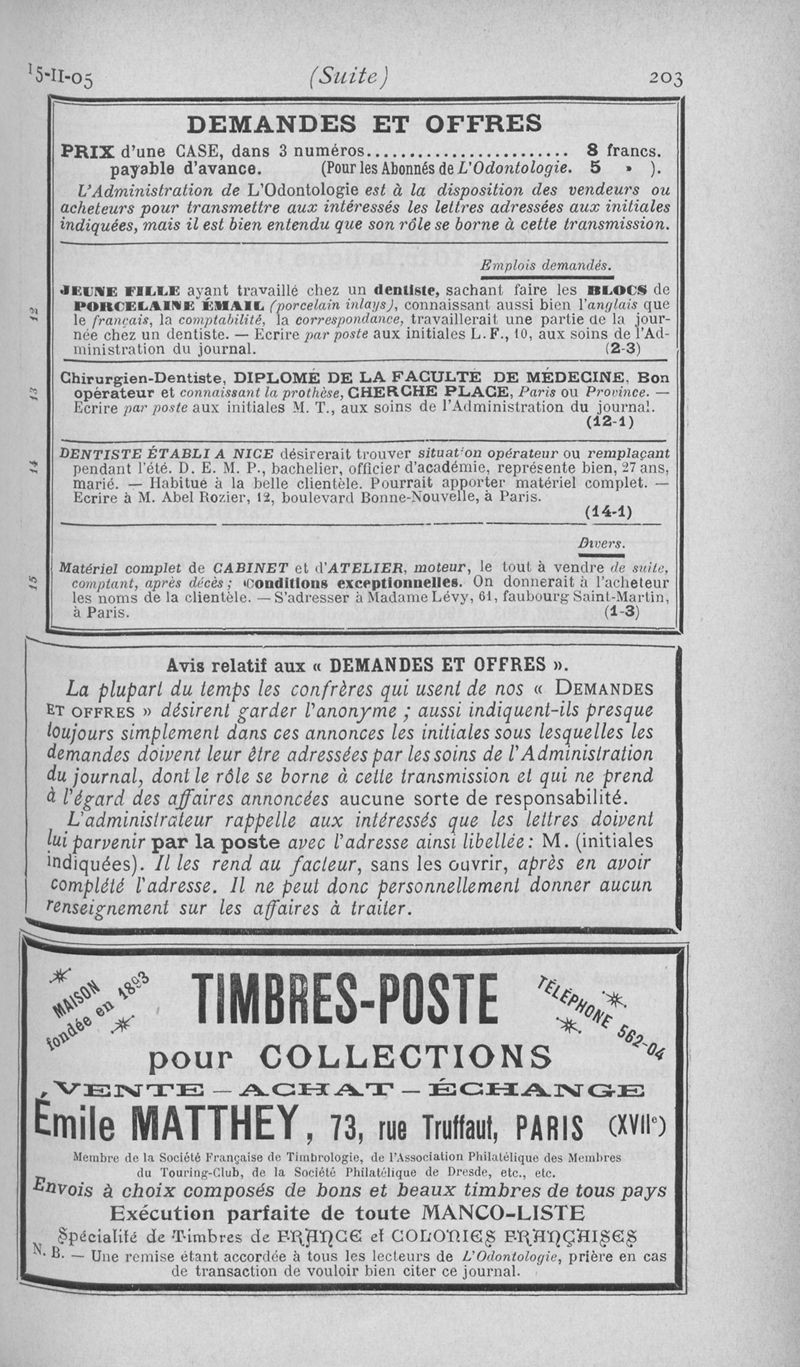 15-II-05 (Suite) 203
DEMANDES ET OFFRES
PRIX d'une CASE, dans 3 numéros........................ 8 francs.
payable d'avance. (Pour les Abonnés de L'Odontologie. 5 » ).
L'Administration de L'Odontologie est à la disposition des vendeurs ou
acheteurs pour transmettre aux intéressés les lettres adressées aux initiales
indiquées, mais il est bien entendu que son rôle se borne à cette transmission.
Emplois demandés.
12
JEUNE FILLE ayant travaillé chez un dentiste, sachant faire les BLOCS de
PORCELAINE ÉMAIL (porcelain inlays), connaissant aussi bien l'anglais que
le français, la comptabilité, la correspondance, travaillerait une partie de la jour-
née chez un dentiste. — Ecrire par poste aux initiales L. F., 10, aux soins de l'Ad-
ministration du journal. (2-3)
13
Chirurgien-Dentiste, DIPLOMÉ DE LA FACULTÉ DE MÉDECINE. Bon
opérateur et connaissant la prothèse, CHERCHE PLACE, Paris ou Province. —
Ecrire par poste aux initiales M. T., aux soins de l'Administration du journal.
(12-1)
14
DENTISTE ÉTABLI A NICE désirerait trouver situation opérateur ou remplaçant
pendant l'été. D. E. M. P., bachelier, officier d'académie, représente bien, 27 ans,
marié. — Habitué à la belle clientèle. Pourrait apporter matériel complet. —
Ecrire à M. Abel Rozier, 12, boulevard Bonne-Nouvelle, à Paris.
(14-1)
Divers.
15
Matériel complet de CABINET et d'ATELIER, moteur, le tout à vendre de suite,
comptant, après décès ; Conditions exceptionnelles. On donnerait à l'acheteur
les noms de la clientèle. — S'adresser à Madame Lévy, 61, faubourg Saint-Martin,
à Paris. (1-3)
Avis relatif aux « DEMANDES ET OFFRES ».
La plupart du temps les confrères qui usent de nos « DEMANDES
ET OFFRES » désirent garder l'anonyme ; aussi indiquent-ils presque
toujours simplement dans ces annonces les initiales sous lesquelles les
demandes doivent leur être adressées par les soins de l'Administration
du journal, dont le rôle se borne à cette transmission et qui ne prend
à l'égard des affaires annoncées aucune sorte de responsabilité.
L'administrateur rappelle aux intéressés que les lettres doivent
lui parvenir par la poste avec l'adresse ainsi libellée : M. (initiales
indiquées). Il les rend au facteur, sans les ouvrir, après en avoir
complété l'adresse. Il ne peut donc personnellement donner aucun
renseignement sur les affaires à traiter.
MAISON
fondée en 1893
TIMBRES-POSTE
TÉLÉPHONE 562-04
pour COLLECTIONS
VENTE — ACHAT — ÉCHANGE
Émile MATTHEY, 73, rue Truffaut, PARIS (XVIIe)
Membre de la Société Française de Timbrologie, de l'Association Philatélique des Membres
du Touring-Club, de la Société Philatélique de Dresde, etc., etc.
Envois à choix composés de bons et beaux timbres de tous pays
Exécution parfaite de toute MANCO-LISTE
Spécialité de Timbres de FRANCE et COLONIES FRANÇAISES
N. B. — Une remise étant accordée à tous les lecteurs de L'Odontologie, prière en cas
de transaction de vouloir bien citer ce journal.